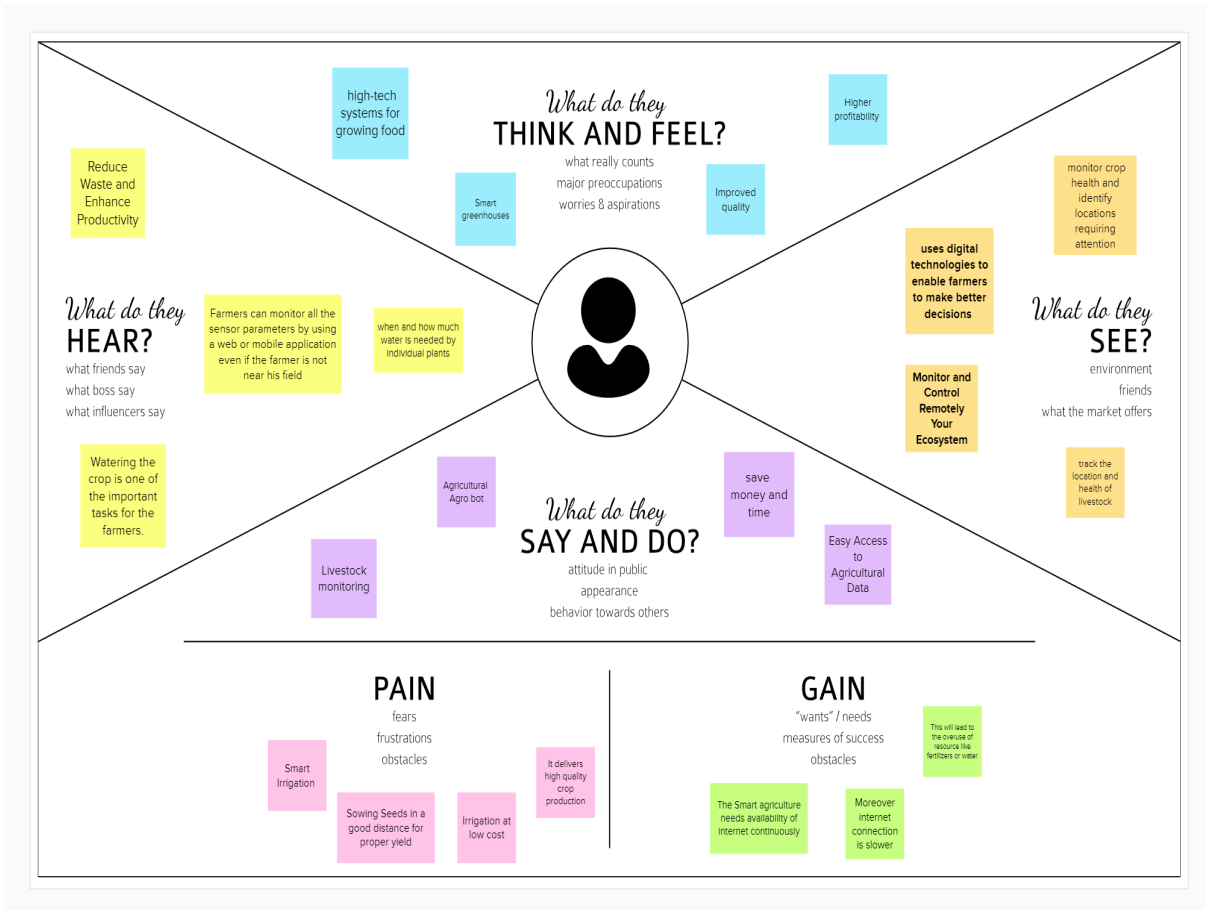 What do they
THINK AND FEEL?
what really counts
major preoccupations
worries & aspirations
high-tech
systems for
growing food
Smart
greenhouses
Improved
quality
Higher
profitability
What do they
HEAR?
what friends say
what boss say
what influencers say
Reduce
Waste and
Enhance
Productivity
Farmers can monitor all the
sensor parameters by using
a web or mobile application
even if the farmer is not
near his field
when and how much
water is needed by
individual plants
Watering the
crop is one of
the important
tasks for the
farmers.
What do they
SEE?
environment
friends
what the market offers
monitor crop
health and
identify
locations
requiring
attention
uses digital
technologies to
enable farmers
to make better
decisions
Monitor and
Control
Remotely
Your
Ecosystem
track the
location and
health of
livestock
What do they
SAY AND DO?
attitude in public
appearance
behavior towards others
Agricultural
Agro bot
Livestock
monitoring
save
money and
time
Easy Access
to
Agricultural
Data
PAIN
fears
frustrations
obstacles
Smart
Irrigation
Sowing Seeds in a
good distance for
proper yield
Irrigation at
low cost
It delivers
high quality
crop
production
GAIN
“wants” / needs
measures of success
obstacles
This will lead to
the overuse of
resource like
fertilizers or water
The Smart agriculture
needs availability of
internet continuously
Moreover
internet
connection
is slower